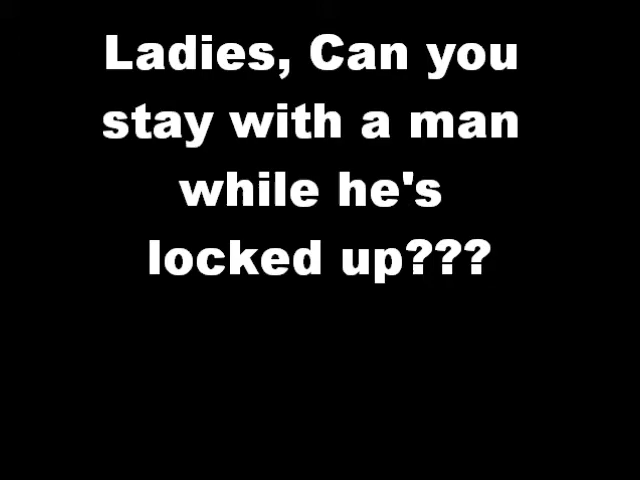 Ladies, Can you
stay with a man
while he's
locked up???